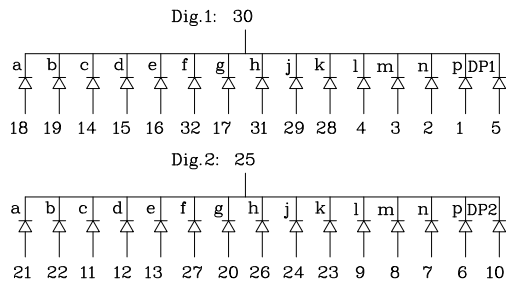 Dig.1: 30
a b c d e f g h j k l m n p DP1
18 19 14 15 16 32 17 31 29 28 4 3 2 1 5
Dig.2: 25
a b c d e f g h j k l m n p DP2
21 22 11 12 13 27 20 26 24 23 9 8 7 6 10